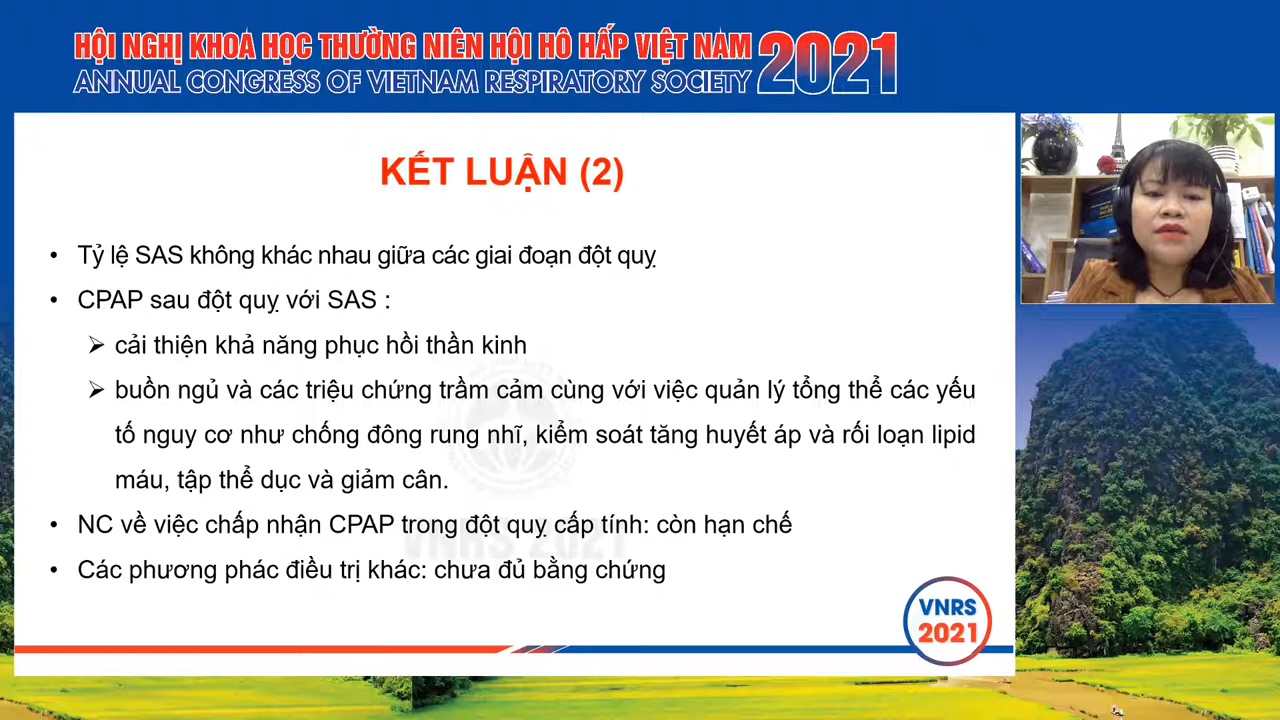 HỘI NGHỊ KHOA HỌC THƯỜNG NIÊN HỘI HÔ HẤP VIỆT NAM 2021
ANNUAL CONGRESS OF VIETNAM RESPIRATORY SOCIETY
KẾT LUẬN (2)
• Tỷ lệ SAS không khác nhau giữa các giai đoạn đột quỵ
• CPAP sau đột quỵ với SAS :
➢ cải thiện khả năng phục hồi thần kinh
➢ buồn ngủ và các triệu chứng trầm cảm cùng với việc quản lý tổng thể các yếu
tố nguy cơ như chống đông rung nhĩ, kiểm soát tăng huyết áp và rối loạn lipid
máu, tập thể dục và giảm cân.
• NC về việc chấp nhận CPAP trong đột quỵ cấp tính: còn hạn chế
• Các phương phác điều trị khác: chưa đủ bằng chứng
VNRS 2021
VNRS
2021